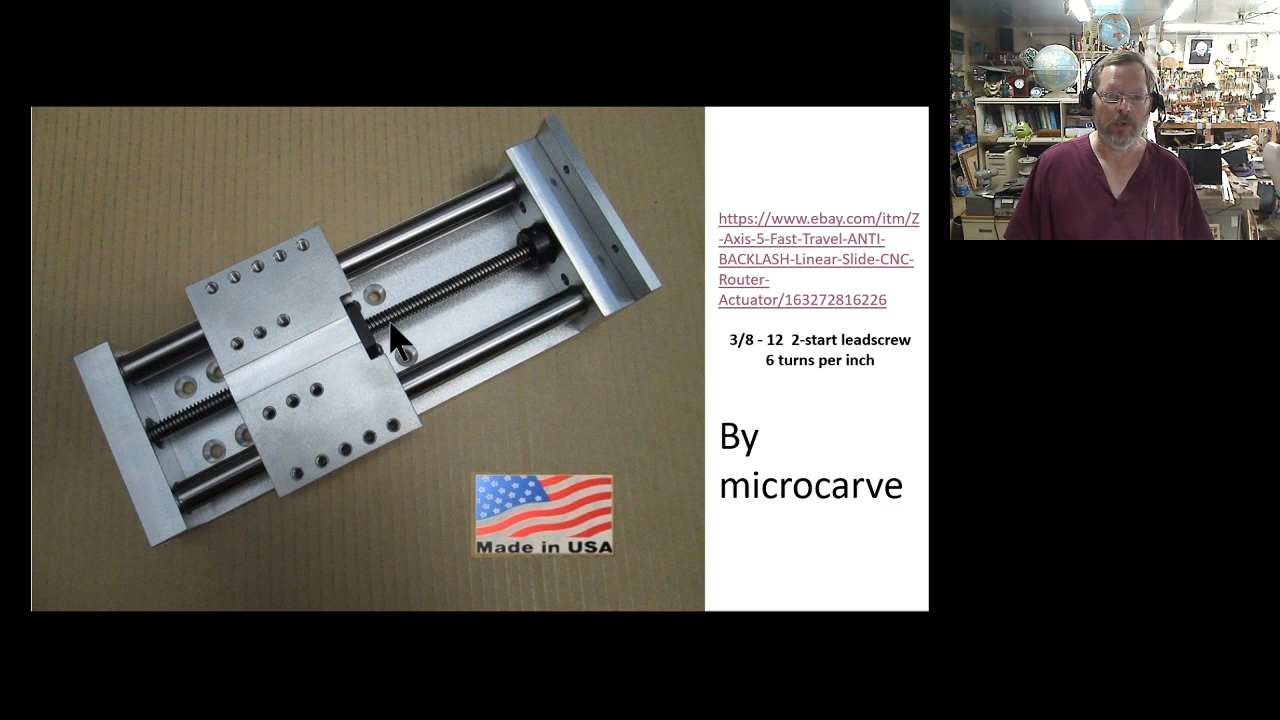 https://www.ebay.com/itm/Z
-Axis-5-Fast-Travel-ANTI-
BACKLASH-Linear-Slide-CNC-
Router-
Actuator/163272816226
3/8 - 12 2-start leadscrew
6 turns per inch
By
microcarve
Made in USA